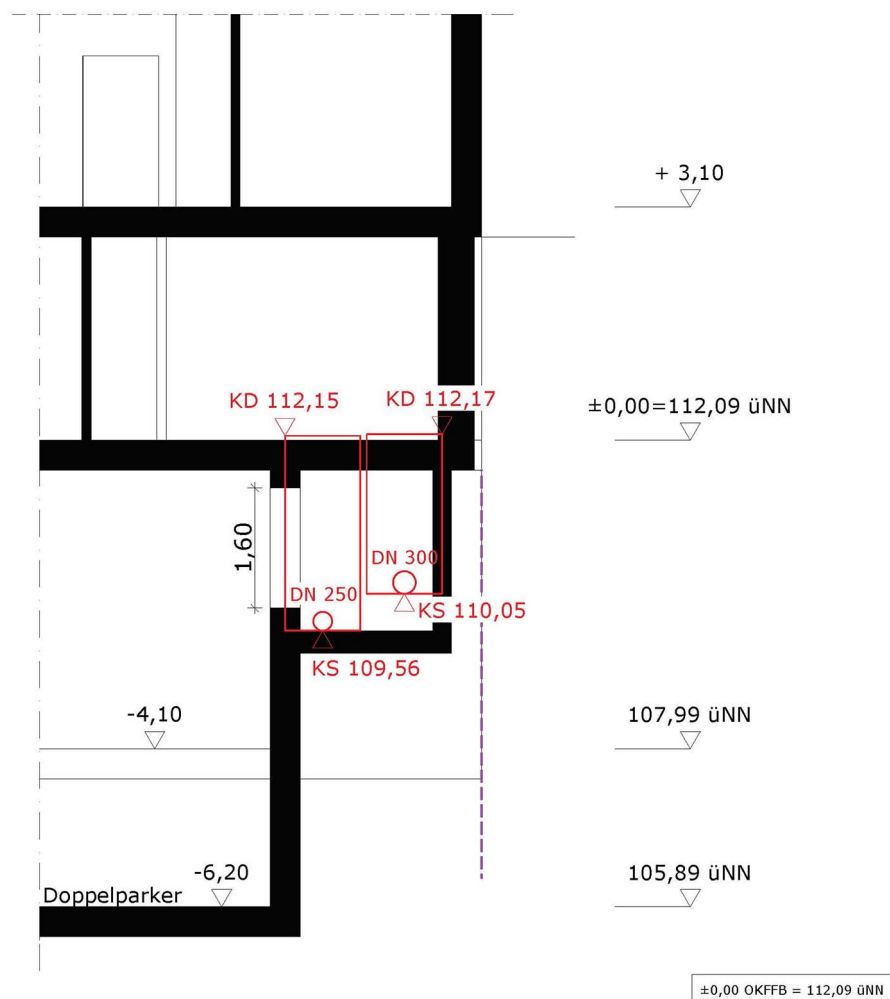 + 3,10
KD 112,15
KD 112,17
±0,00=112,09 üNN
1,60
DN 300
DN 250
KS 110,05
KS 109,56
-4,10
107,99 üNN
-6,20
105,89 üNN
Doppelparker
±0,00 OKFFB = 112,09 üNN